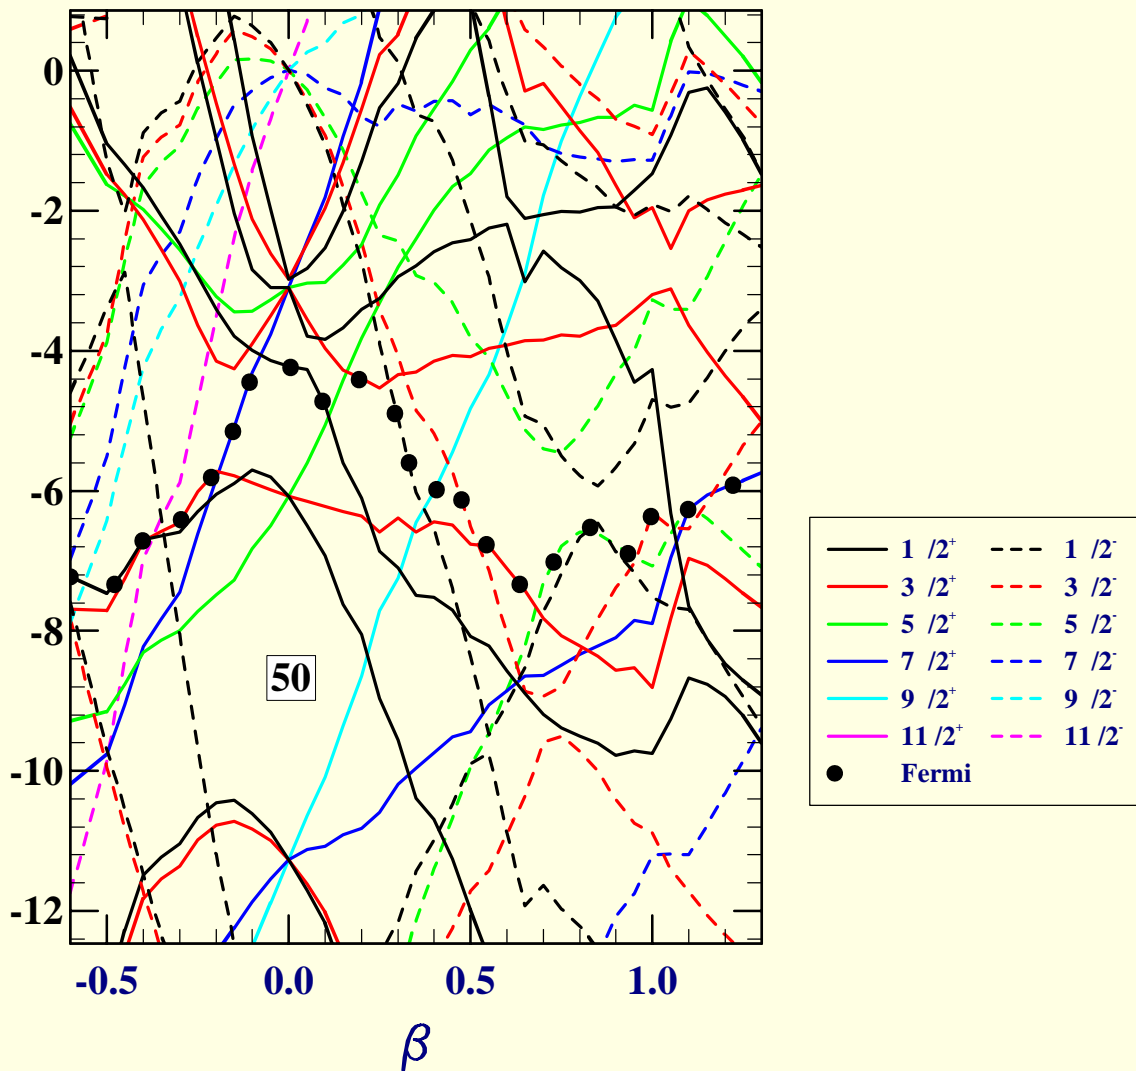 0
-2
-4
-6
-8
-10
-12
50
-0.5 0.0 0.5 1.0
β
1 /2+ 1 /2-
3 /2+ 3 /2-
5 /2+ 5 /2-
7 /2+ 7 /2-
9 /2+ 9 /2-
11 /2+ 11 /2-
Fermi